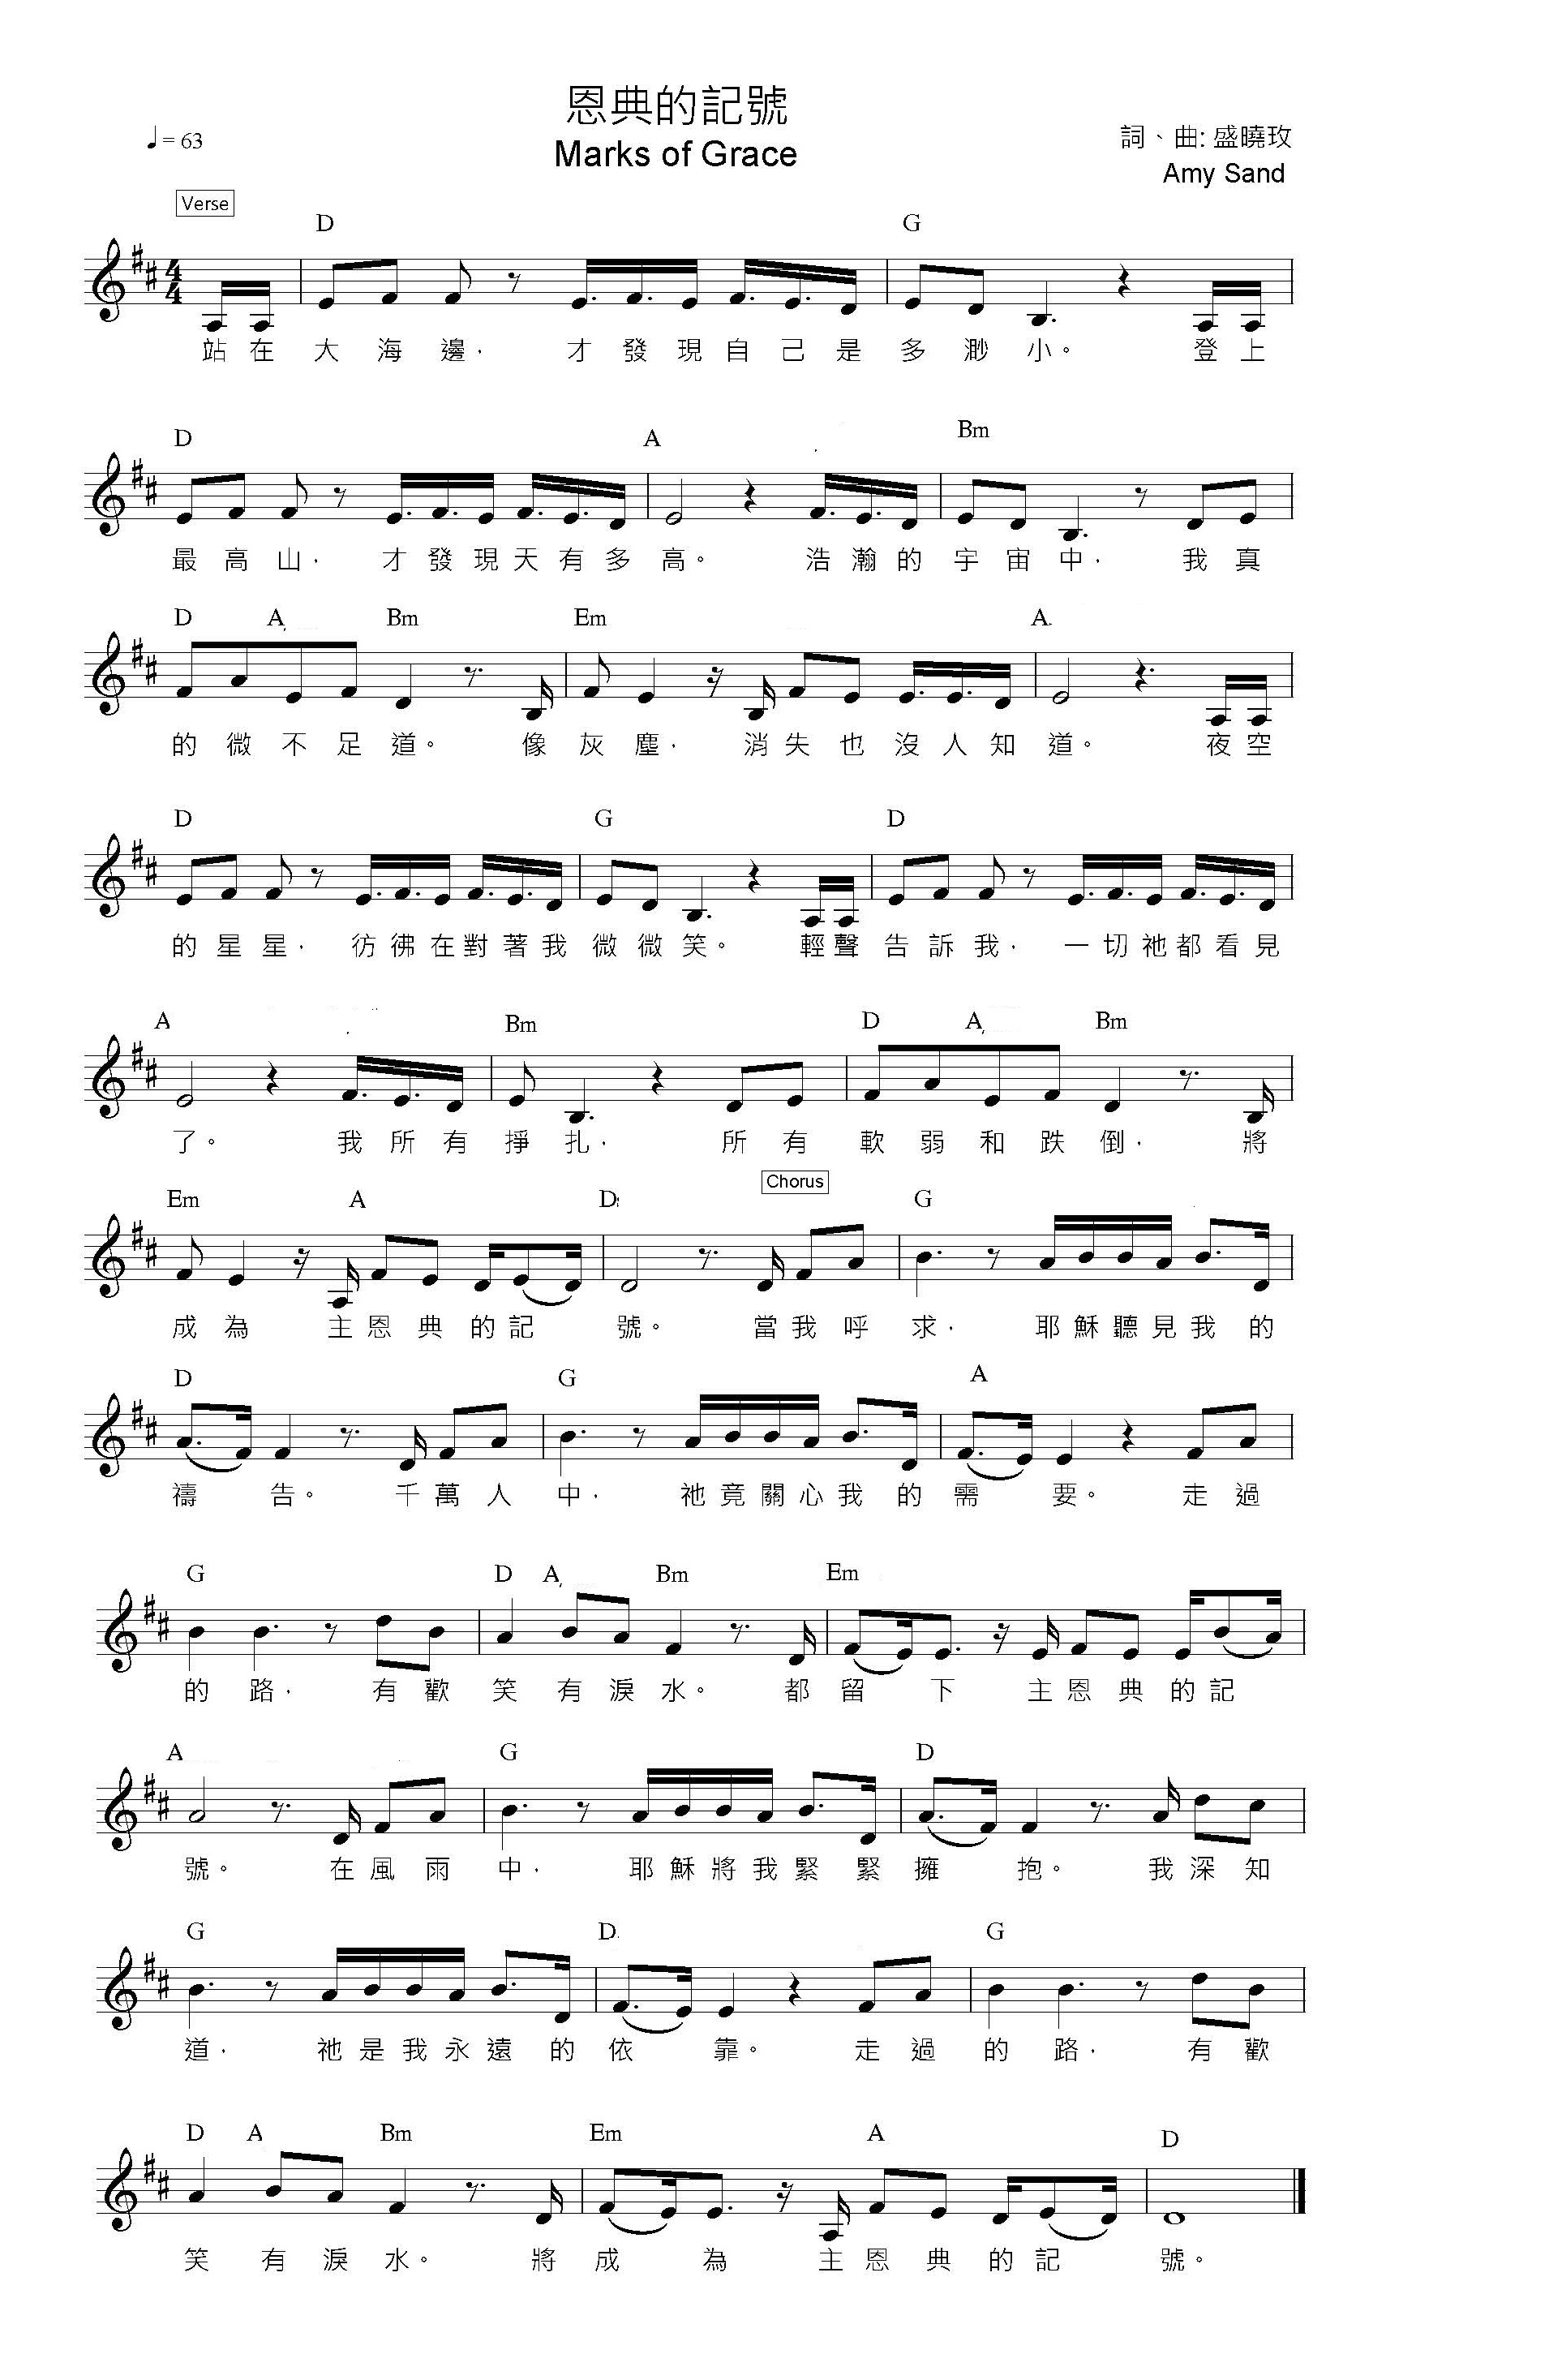 恩典的記號
Marks of Grace
♩= 63
詞、曲: 盛曉玫
Amy Sand
Verse
D G
4
4
站在大海邊， 才發現自己是多渺小。 登上
D A Bm
最高山， 才發現天有多高。 浩瀚的宇宙中， 我真
D A Bm Em A
的微不足道。 像灰塵， 消失也沒人知道。 夜空
D G D
的星星， 彷彿在對著我微微笑。 輕聲告訴我， 一切祂都看見
A Bm D A Bm
了。 我所有掙扎， 所有軟弱和跌倒， 將
Em A D Chorus G
成為主恩典的記號。 當我呼求， 耶穌聽見我的
D G A
禱告。 千萬人中， 祂竟關心我的需要。 走過
G D A Bm Em
的路， 有歡笑有淚水。 都留下主恩典的記
A G D
號。 在風雨中， 耶穌將我緊緊擁抱。 我深知
G D G
道， 祂是我永遠的依靠。 走過的路， 有歡
D A Bm Em A D
笑有淚水。 將成為主恩典的記號。